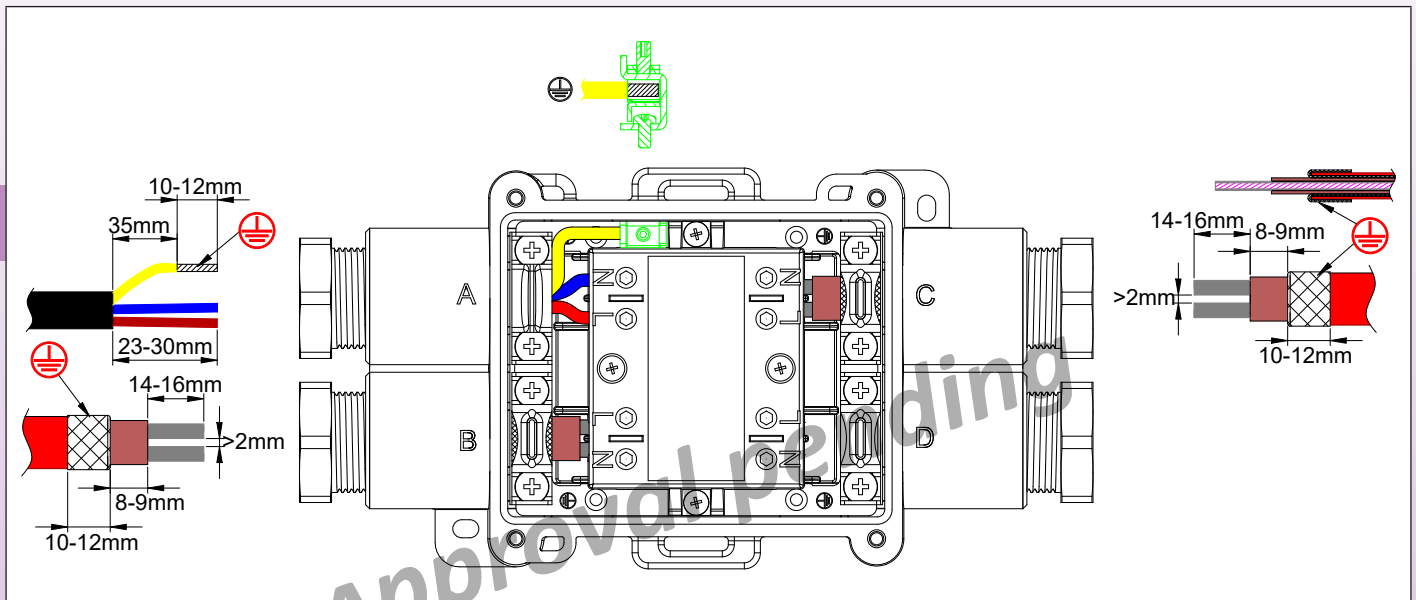 10-12mm
35mm
23-30mm
14-16mm
>2mm
8-9mm
10-12mm
A
B
C
D
N
L
L
N
N
L
L
N
14-16mm
8-9mm
>2mm
10-12mm
Approval pending